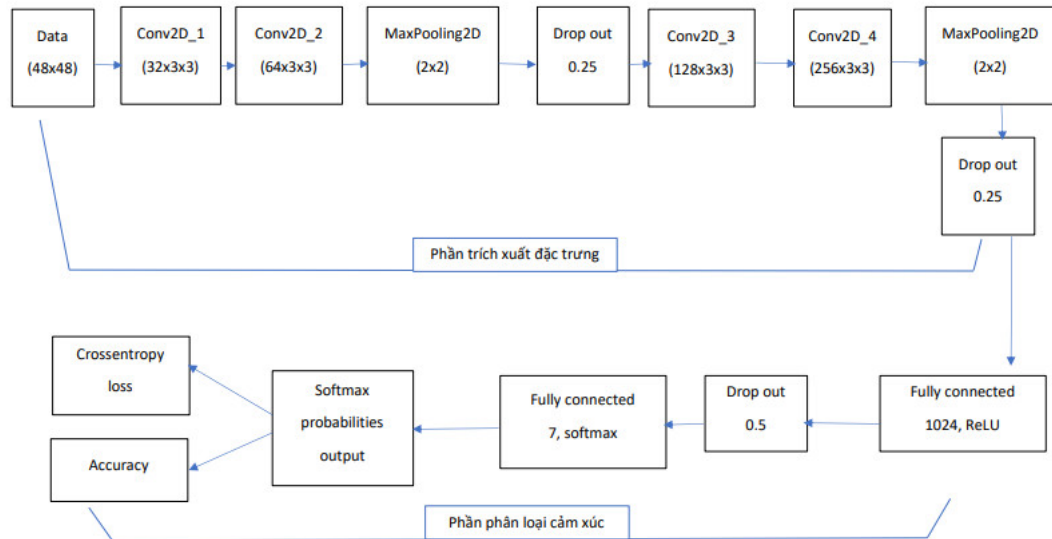 Data
(48x48)
Conv2D_1
(32x3x3)
Conv2D_2
(64x3x3)
MaxPooling2D
(2x2)
Drop out
0.25
Conv2D_3
(128x3x3)
Conv2D_4
(256x3x3)
MaxPooling2D
(2x2)
Drop out
0.25
Phần trích xuất đặc trưng
Fully connected
1024, ReLU
Drop out
0.5
Fully connected
7, softmax
Softmax
probabilities
output
Crossentropy
loss
Accuracy
Phần phân loại cảm xúc